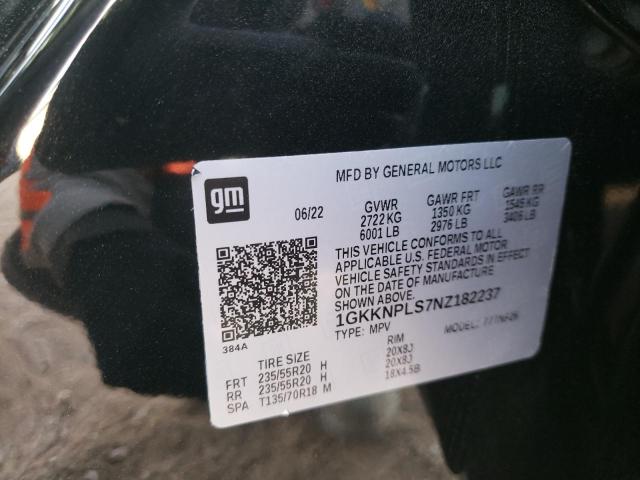 MFD BY GENERAL MOTORS LLC
gm
06/22
GVWR GAWR FRT GAWR RR
2722 KG 1350 KG 1545 KG
6001 LB 2976 LB 3406 LB
THIS VEHICLE CONFORMS TO ALL
APPLICABLE U.S. FEDERAL MOTOR
VEHICLE SAFETY STANDARDS IN EFFECT
ON THE DATE OF MANUFACTURE
SHOWN ABOVE.
1GKKNPLS7NZ182237
TYPE: MPV MODEL:
384A
TIRE SIZE RIM
FRT 235/55R20 H 20X8J
RR 235/55R20 H 20X8J
SPA T135/70R18 M 18X4.5B